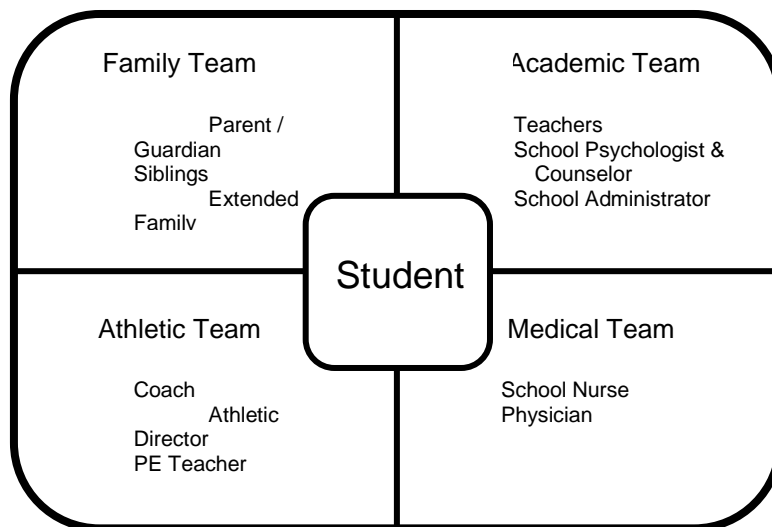 Family Team
Parent /
Guardian
Siblings
Extended
Family
Academic Team
Teachers
School Psychologist &
Counselor
School Administrator
Student
Athletic Team
Coach
Athletic
Director
PE Teacher
Medical Team
School Nurse
Physician